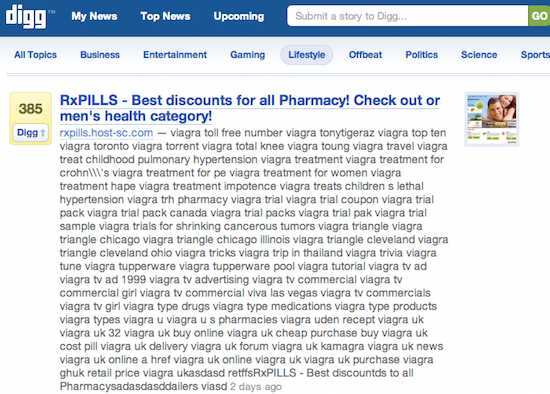 digg™ My News Top News Upcoming Submit a story to Digg... GO
All Topics Business Entertainment Gaming Lifestyle Offbeat Politics Science Sports
385
Digg
RxPILLS - Best discounts for all Pharmacy! Check out or
men's health category!
rxpills.host-sc.com — viagra toll free number viagra tonytigeraz viagra top ten
viagra toronto viagra torrent viagra total knee viagra toung viagra travel viagra
treat childhood pulmonary hypertension viagra treatment viagra treatment for
crohn\\\'s viagra treatment for pe viagra treatment for women viagra
treatment hape viagra treatment impotence viagra treats children s lethal
hypertension viagra trh pharmacy viagra trial viagra trial coupon viagra trial
pack viagra trial pack canada viagra trial packs viagra trial pak viagra trial
sample viagra trials for shrinking cancerous tumors viagra triangle viagra
triangle chicago viagra triangle chicago illinois viagra triangle cleveland viagra
triangle cleveland ohio viagra tricks viagra trip in thailand viagra trivia viagra
tune viagra tupperware viagra tupperware pool viagra tutorial viagra tv ad
viagra tv ad 1999 viagra tv advertising viagra tv commercial viagra tv
commercial girl viagra tv commercial viva las vegas viagra tv commercials
viagra tv girl viagra type drugs viagra type medications viagra type products
viagra types viagra u viagra u s pharmacies viagra uden recept viagra uk
viagra uk 32 viagra uk buy online viagra uk cheap purchase buy viagra uk
cost pill viagra uk delivery viagra uk forum viagra uk kamagra viagra uk news
viagra uk online a href viagra uk online viagra uk viagra uk purchase viagra
ghuk retail price viagra ukasdasd retffsRxPILLS - Best discountds to all
Pharmacysadasdasddailers viasd 2 days ago